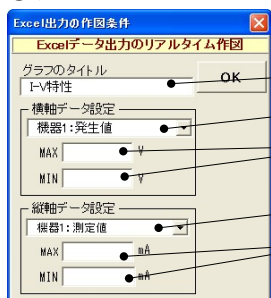 Excel出力の作図条件
Excelデータ出力のリアルタイム作図
グラフのタイトル
I-V特性
OK
横軸データ設定
機器1:発生値
MAX V
MIN V
縦軸データ設定
機器1:測定値
MAX mA
MIN mA